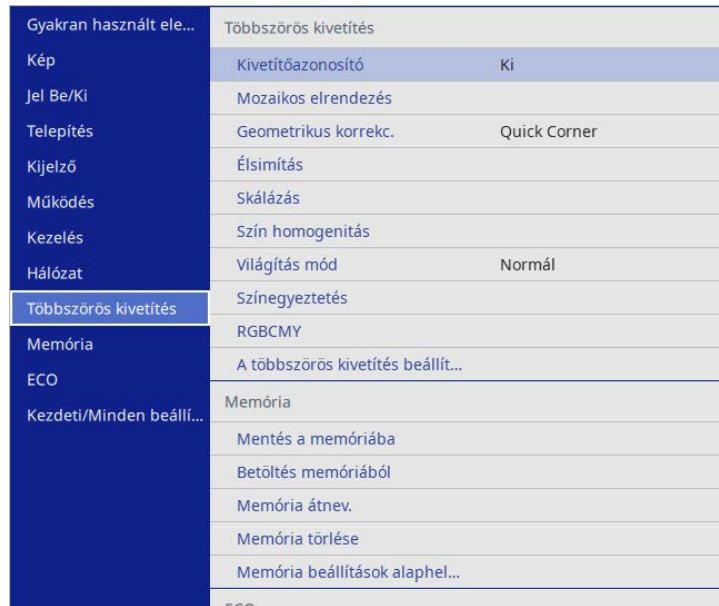 Gyakran használt ele...
Kép
Jel Be/Ki
Telepítés
Kijelző
Működés
Kezelés
Hálózat
Többszörös kivetítés
Memória
ECO
Kezdeti/Minden beállí...
Többszörös kivetítés
Kivetítőazonosító Ki
Mozaikos elrendezés
Geometrikus korrekc. Quick Corner
Élsimítás
Skálázás
Szín homogenitás
Világítás mód Normál
Színegyeztetés
RGBCMY
A többszörös kivetítés beállít...
Memória
Mentés a memóriába
Betöltés memóriából
Memória átnev.
Memória törlése
Memória beállítások alaphel...
ECO